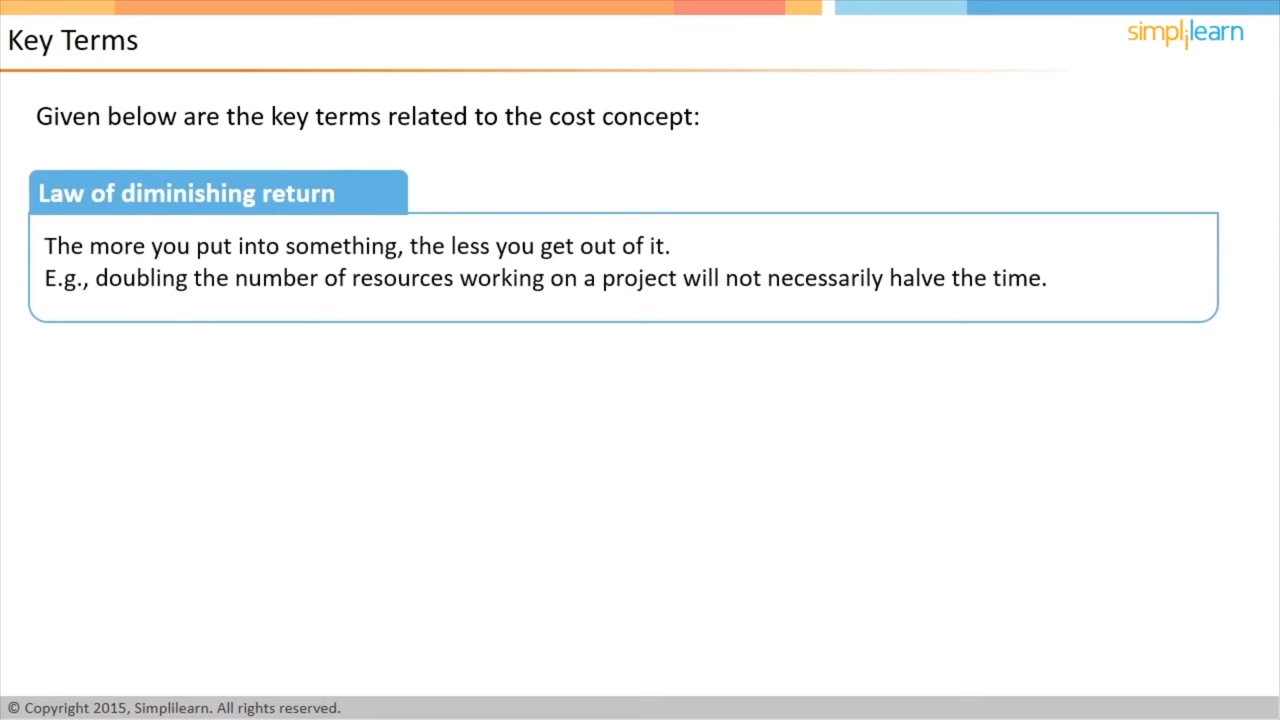 Key Terms
simplilearn
Given below are the key terms related to the cost concept:
Law of diminishing return
The more you put into something, the less you get out of it.
E.g., doubling the number of resources working on a project will not necessarily halve the time.
© Copyright 2015, Simplilearn. All rights reserved.